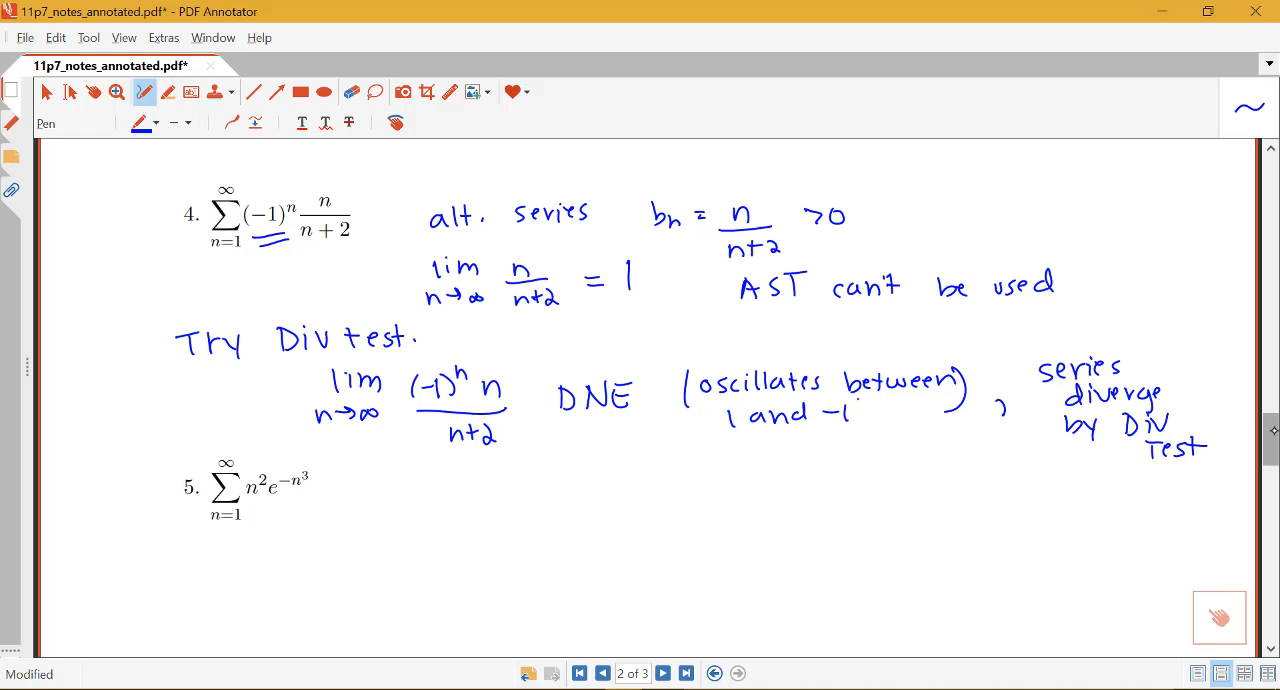 11p7_notes_annotated.pdf* - PDF Annotator
File Edit Tool View Extras Window Help
11p7_notes_annotated.pdf*
Pen
4. ∑_{n=1}^{∞} (−1)^n n/(n + 2)
alt. series b_n = n/(n+2) >0
lim_{n→∞} n/(n+2) = 1 AST can't be used
Try Div test.
lim_{n→∞} (-1)^n n/(n+2) DNE (oscillates between 1 and -1), series diverge by Div Test
5. ∑_{n=1}^{∞} n²e^{−n³}
Modified
2 of 3